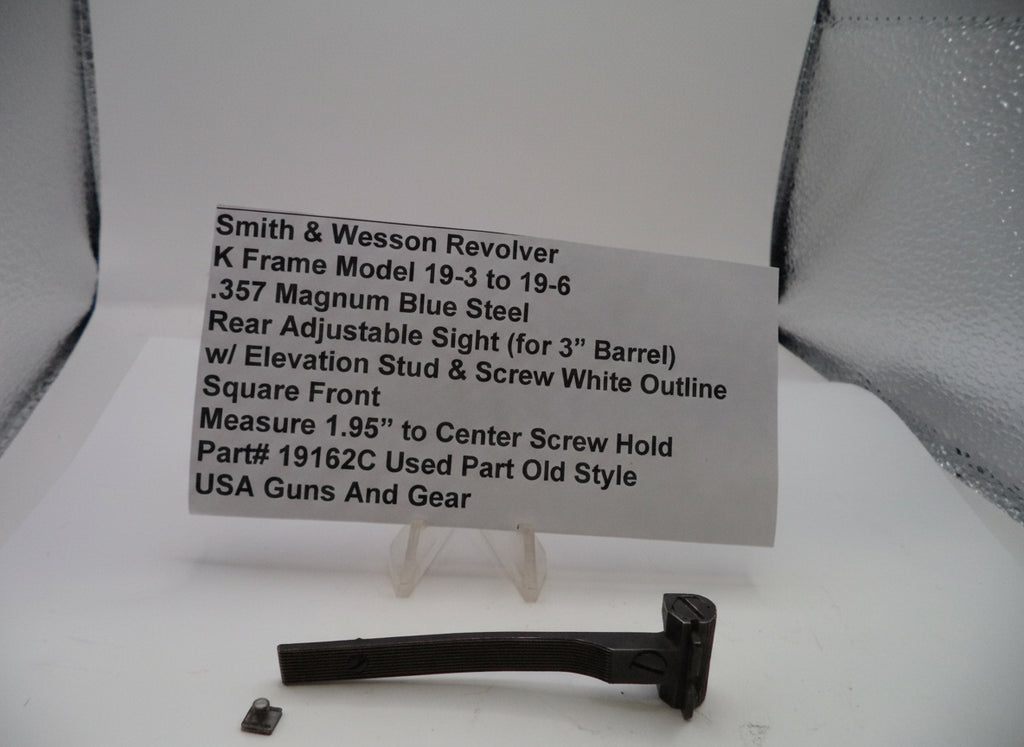 Smith & Wesson Revolver
K Frame Model 19-3 to 19-6
.357 Magnum Blue Steel
Rear Adjustable Sight (for 3” Barrel)
w/ Elevation Stud & Screw White Outline
Square Front
Measure 1.95” to Center Screw Hold
Part# 19162C Used Part Old Style
USA Guns And Gear